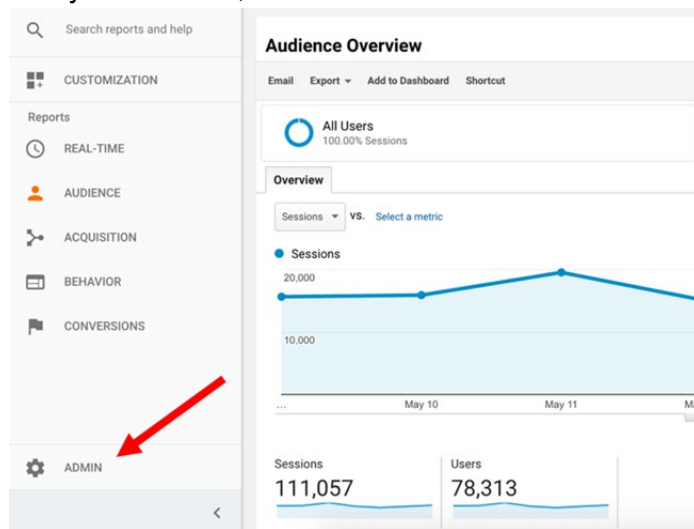 Search reports and help
CUSTOMIZATION
Reports
REAL-TIME
AUDIENCE
ACQUISITION
BEHAVIOR
CONVERSIONS
ADMIN
Audience Overview
Email Export Add to Dashboard Shortcut
All Users
100.00% Sessions
Overview
Sessions VS. Select a metric
Sessions
20,000
10,000
... May 10 May 11
Sessions Users
111,057 78,313